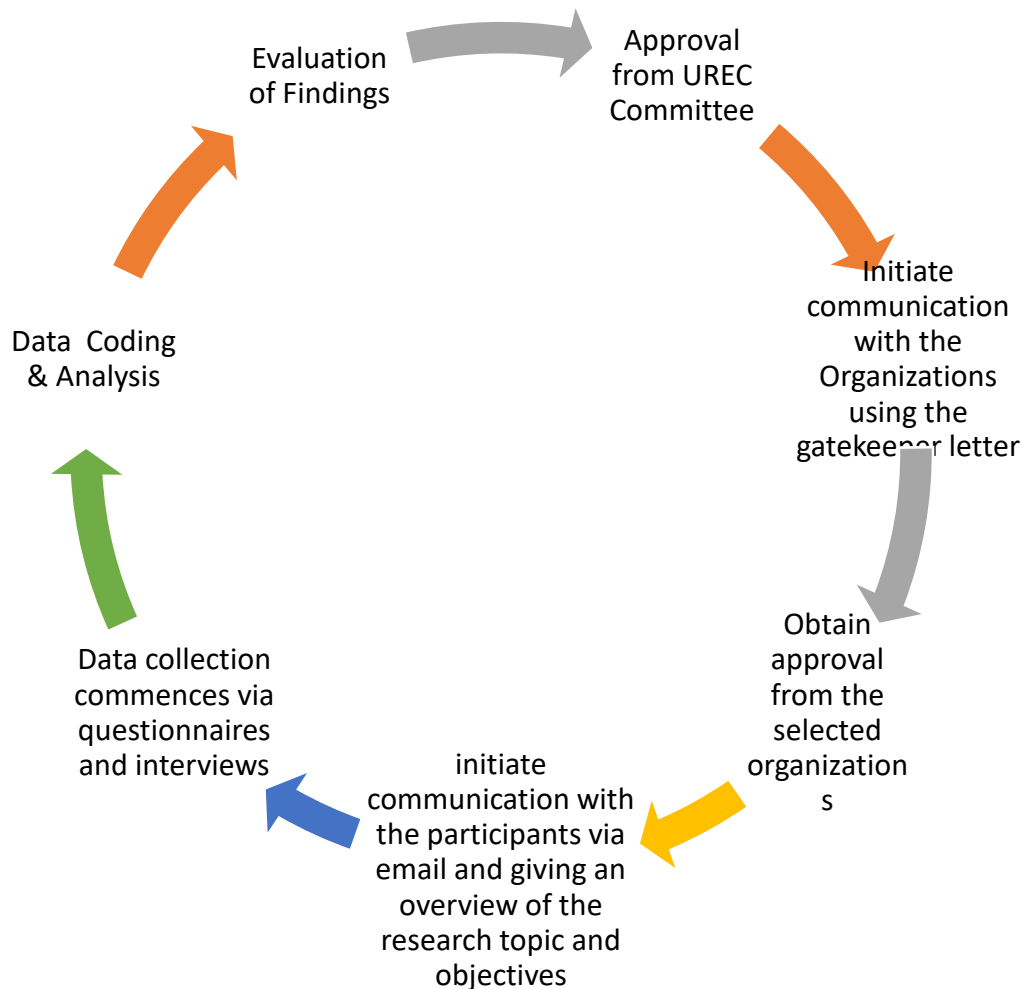 Evaluation
of Findings
Approval
from UREC
Committee
Initiate
communication
with the
Organizations
using the
gatekeeper letter
Obtain
approval
from the
selected
organization
s
initiate
communication with
the participants via
email and giving an
overview of the
research topic and
objectives
Data collection
commences via
questionnaires
and interviews
Data  Coding
& Analysis